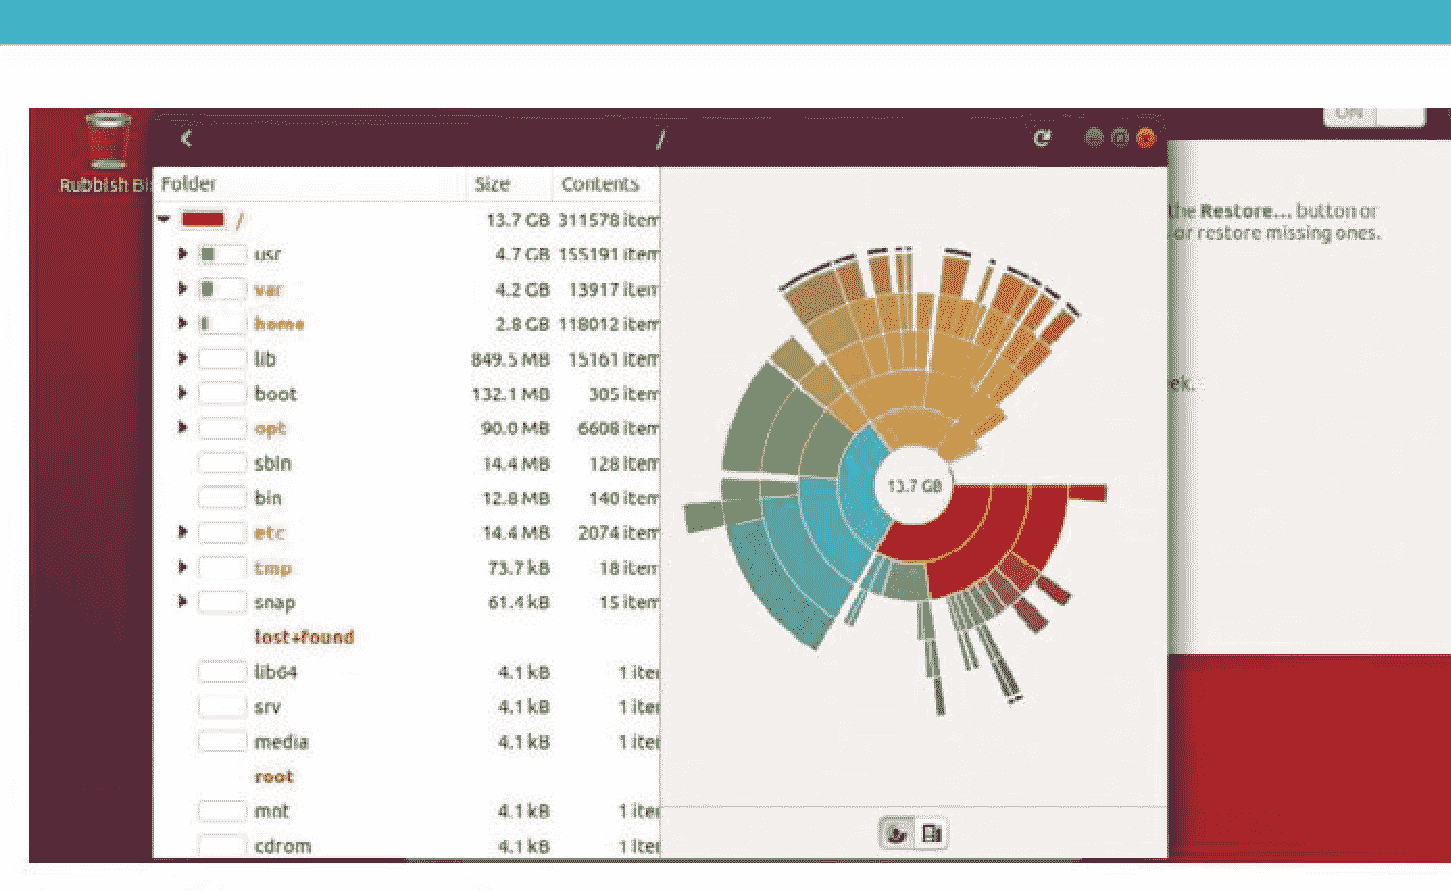 ON
/
Rubbish Bi
Folder Size Contents
/ 13.7 GB 311578 item
usr 4.7 GB 155191 item
var 4.2 GB 13917 item
home 2.8 GB 118012 item
lib 849.5 MB 15161 item
boot 132.1 MB 305 item
opt 90.0 MB 6608 item
sbin 14.4 MB 128 item
bin 12.8 MB 140 item
etc 14.4 MB 2074 item
tmp 73.7 kB 18 item
snap 61.4 kB 15 item
lost+found
lib64 4.1 kB 1 iter
srv 4.1 kB 1 iter
media 4.1 kB 1 iter
root
mnt 4.1 kB 1 iter
cdrom 4.1 kB 1 iter
13.7 GB
the Restore... button or
or restore missing ones.
ek.